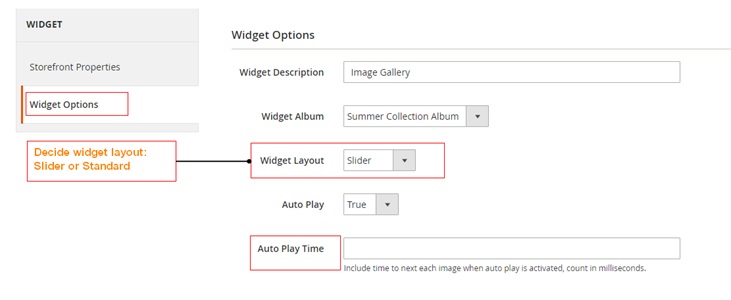 WIDGET
Storefront Properties
Widget Options
Decide widget layout:
Slider or Standard
Widget Options
Widget Description Image Gallery
Widget Album Summer Collection Album
Widget Layout Slider
Auto Play True
Auto Play Time
Include time to next each image when auto play is activated, count in milliseconds.